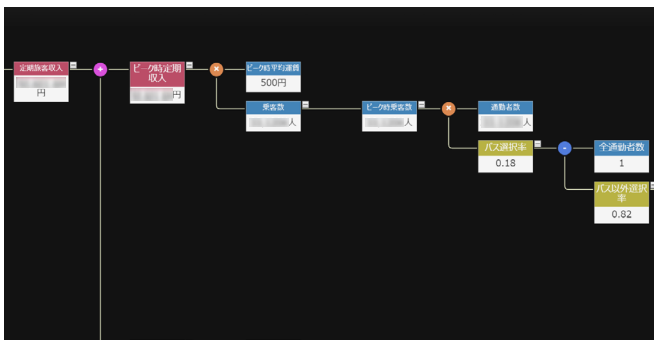 定期旅客収入
円
+
ピーク時定期
収入
円
×
ピーク時平均運賃
500円
乗客数
人
ピーク時乗客数
人
×
通勤者数
人
バス選択率
0.18
-
全通勤者数
1
バス以外選択
率
0.82